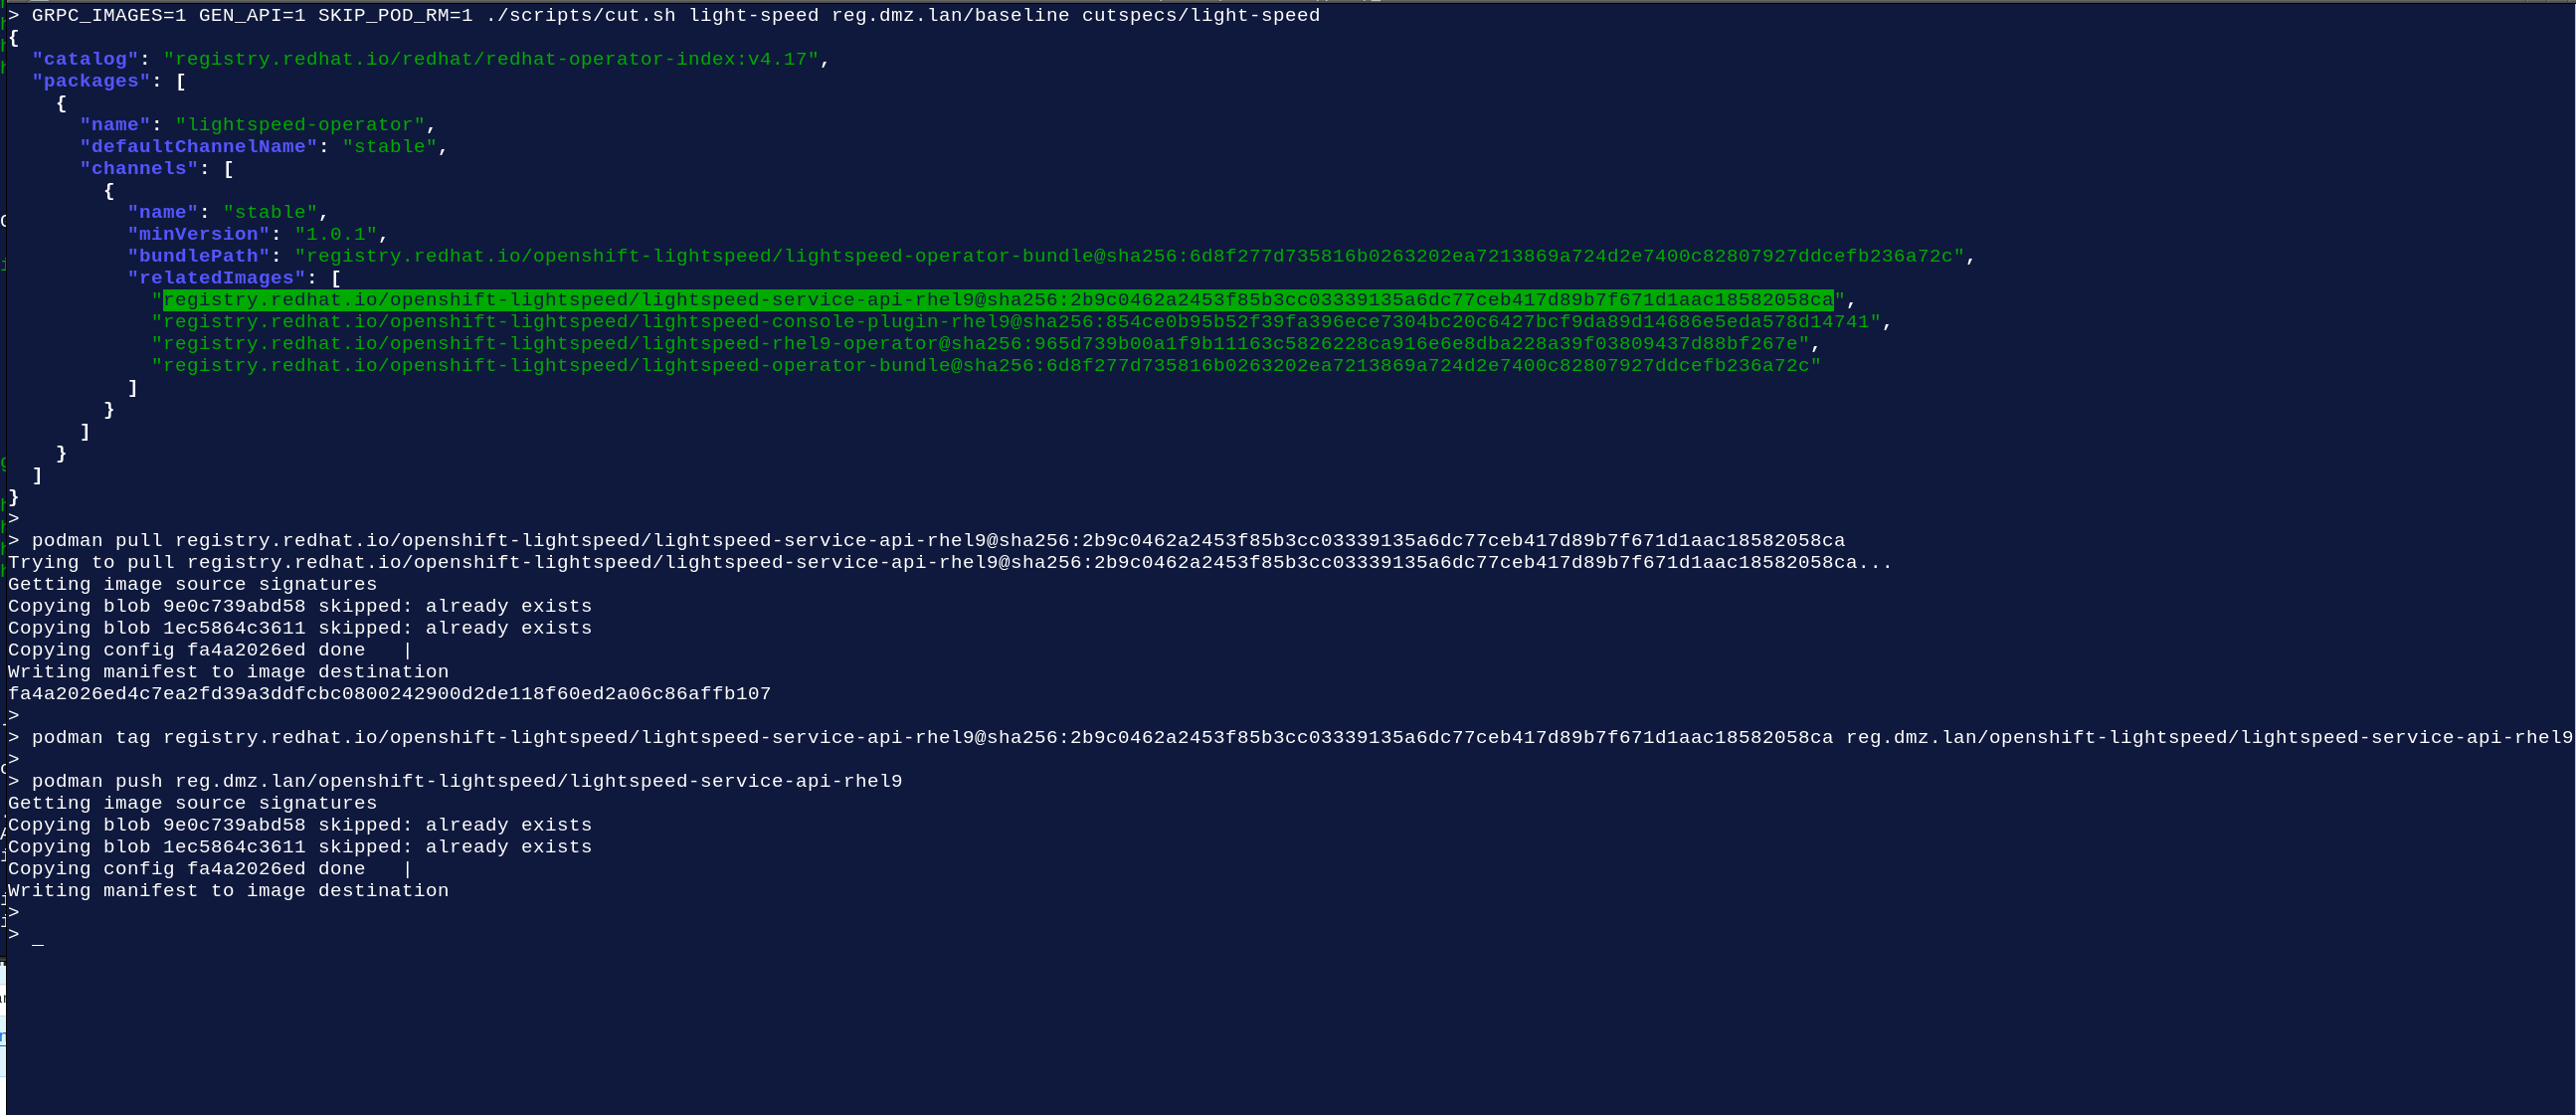 > GRPC_IMAGES=1 GEN_API=1 SKIP_POD_RM=1 ./scripts/cut.sh light-speed reg.dmz.lan/baseline cutspecs/light-speed
{
  "catalog": "registry.redhat.io/redhat/redhat-operator-index:v4.17",
  "packages": [
    {
      "name": "lightspeed-operator",
      "defaultChannelName": "stable",
      "channels": [
        {
          "name": "stable",
          "minVersion": "1.0.1",
          "bundlePath": "registry.redhat.io/openshift-lightspeed/lightspeed-operator-bundle@sha256:6d8f277d735816b0263202ea7213869a724d2e7400c82807927ddcefb236a72c",
          "relatedImages": [
            "registry.redhat.io/openshift-lightspeed/lightspeed-service-api-rhel9@sha256:2b9c0462a2453f85b3cc03339135a6dc77ceb417d89b7f671d1aac18582058ca",
            "registry.redhat.io/openshift-lightspeed/lightspeed-console-plugin-rhel9@sha256:854ce0b95b52f39fa396ece7304bc20c6427bcf9da89d14686e5eda578d14741",
            "registry.redhat.io/openshift-lightspeed/lightspeed-rhel9-operator@sha256:965d739b00a1f9b11163c5826228ca916e6e8dba228a39f03809437d88bf267e",
            "registry.redhat.io/openshift-lightspeed/lightspeed-operator-bundle@sha256:6d8f277d735816b0263202ea7213869a724d2e7400c82807927ddcefb236a72c"
          ]
        }
      ]
    }
  ]
}
>
> podman pull registry.redhat.io/openshift-lightspeed/lightspeed-service-api-rhel9@sha256:2b9c0462a2453f85b3cc03339135a6dc77ceb417d89b7f671d1aac18582058ca
Trying to pull registry.redhat.io/openshift-lightspeed/lightspeed-service-api-rhel9@sha256:2b9c0462a2453f85b3cc03339135a6dc77ceb417d89b7f671d1aac18582058ca...
Getting image source signatures
Copying blob 9e0c739abd58 skipped: already exists
Copying blob 1ec5864c3611 skipped: already exists
Copying config fa4a2026ed done   |
Writing manifest to image destination
fa4a2026ed4c7ea2fd39a3ddfcbc0800242900d2de118f60ed2a06c86affb107
>
> podman tag registry.redhat.io/openshift-lightspeed/lightspeed-service-api-rhel9@sha256:2b9c0462a2453f85b3cc03339135a6dc77ceb417d89b7f671d1aac18582058ca reg.dmz.lan/openshift-lightspeed/lightspeed-service-api-rhel9
>
> podman push reg.dmz.lan/openshift-lightspeed/lightspeed-service-api-rhel9
Getting image source signatures
Copying blob 9e0c739abd58 skipped: already exists
Copying blob 1ec5864c3611 skipped: already exists
Copying config fa4a2026ed done   |
Writing manifest to image destination
>
> _